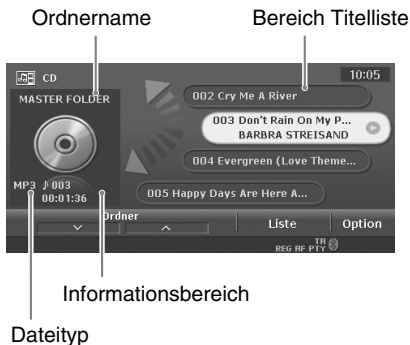 Ordnername
Bereich Titelliste
CD
10:05
MASTER FOLDER
002 Cry Me A River
003 Don't Rain On My P...
BARBRA STREISAND
004 Evergreen (Love Theme...
005 Happy Days Are Here A...
MP3 ♪003
00:01:36
Ordner
Liste
Option
TA
REG AF PTY
Informationsbereich
Dateityp